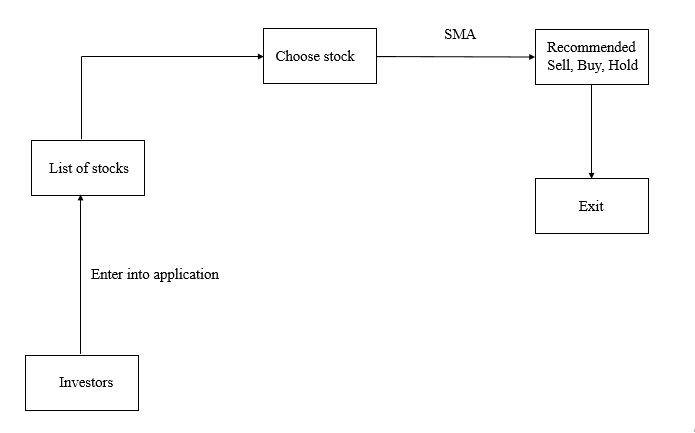 SMA
Choose stock
Recommended
Sell, Buy, Hold
List of stocks
Exit
Enter into application
Investors